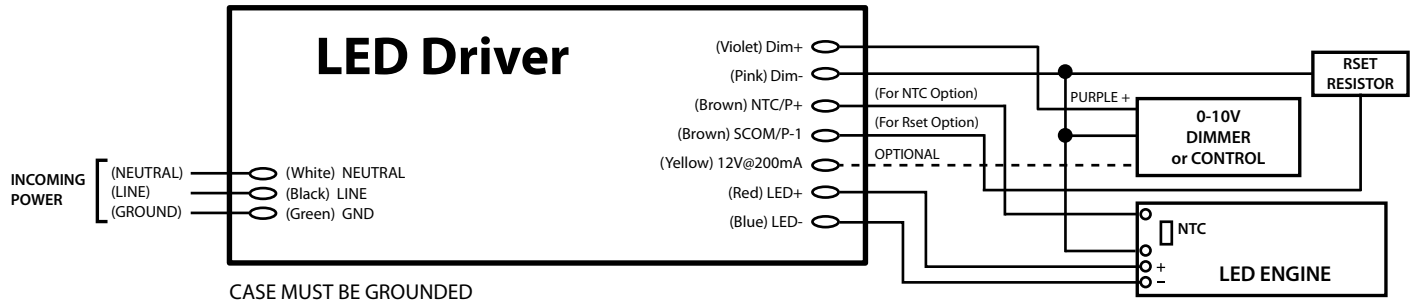 LED Driver
(Violet) Dim+
(Pink) Dim-
(Brown) NTC/P+
(Brown) SCOM/P-1
(Yellow) 12V@200mA
(Red) LED+
(Blue) LED-
(For NTC Option)
(For Rset Option)
OPTIONAL
PURPLE +
RSET
RESISTOR
0-10V
DIMMER
or CONTROL
INCOMING
POWER
(NEUTRAL)
(LINE)
(GROUND)
(White) NEUTRAL
(Black) LINE
(Green) GND
NTC
+
–
LED ENGINE
CASE MUST BE GROUNDED